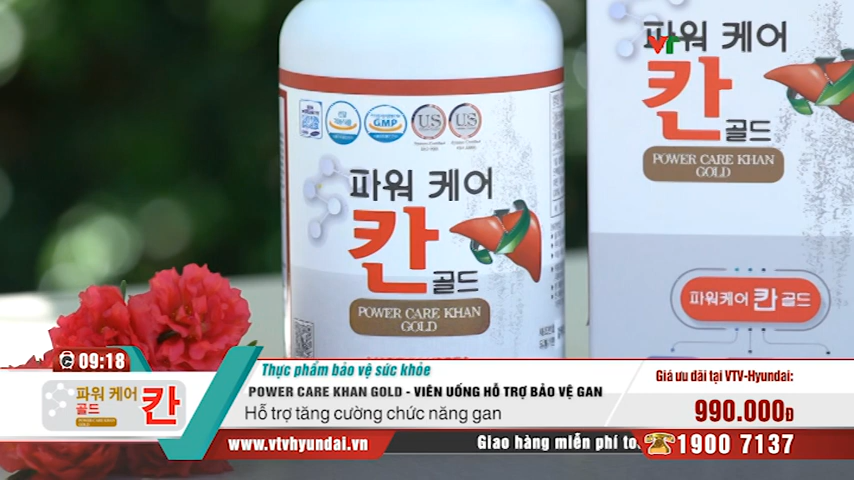 파워 케어
칸
골드
POWER CARE KHAN
GOLD
GMP
US
US
파워 케어
칸
골드
POWER CARE KHAN
GOLD
파워케어 칸 골드
09:18
파워 케어
골드
칸
Thực phẩm bảo vệ sức khỏe
POWER CARE KHAN GOLD - VIÊN UỐNG HỖ TRỢ BẢO VỆ GAN
Hỗ trợ tăng cường chức năng gan
Giá ưu đãi tại VTV-Hyundai:
990.000Đ
www.vtvhyundai.vn
Giao hàng miễn phí to
1900 7137